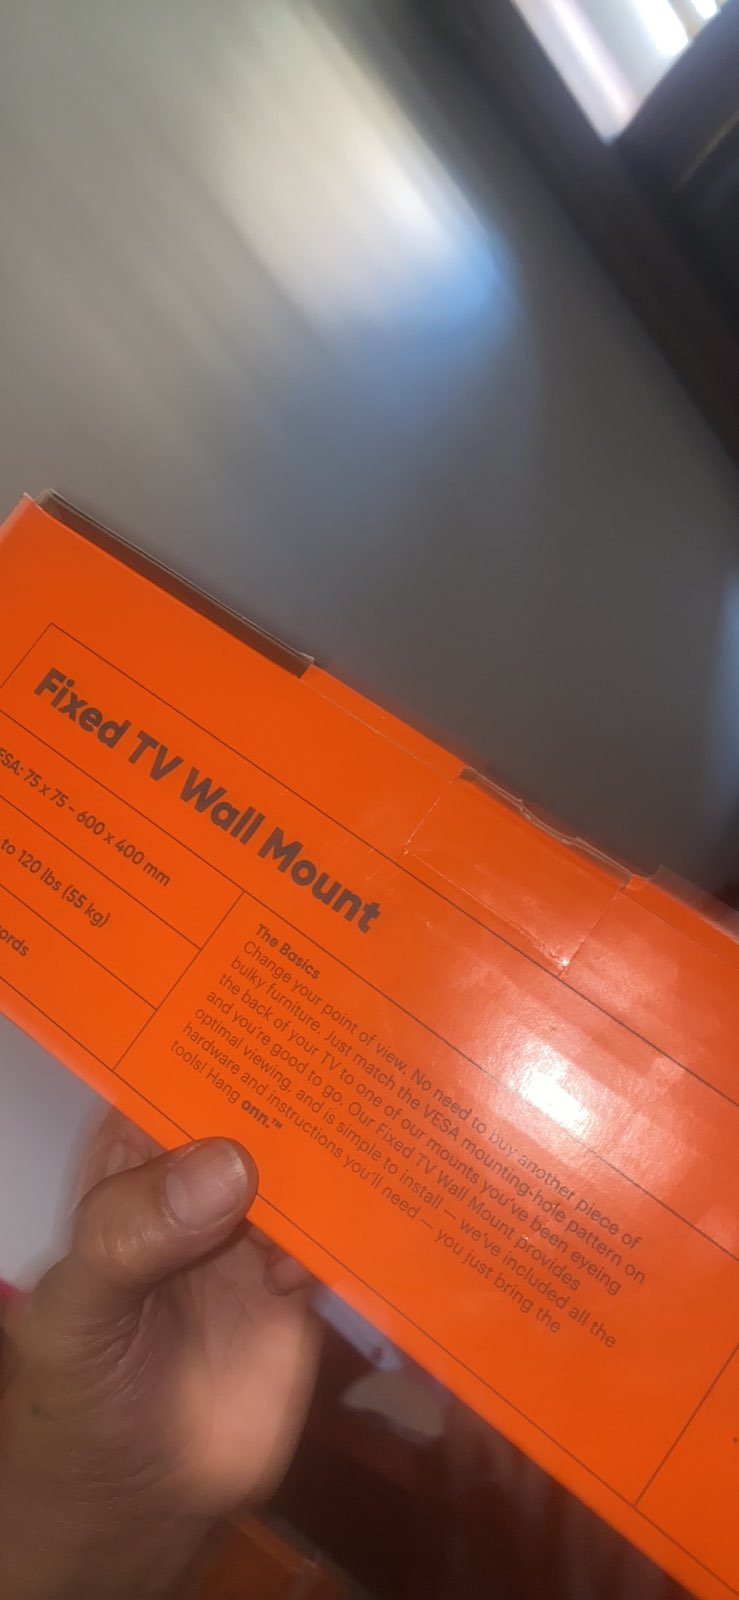 Fixed TV Wall Mount
ESA: 75 x 75 – 600 x 400 mm
to 120 lbs (55 kg)
ords
The Basics
Change your point of view. No need to buy another piece of
bulky furniture. Just match the VESA mounting-hole pattern on
the back of your TV to one of our mounts you've been eyeing
and you're good to go. Our Fixed TV Wall Mount provides
optimal viewing, and is simple to install — we've included all the
hardware and instructions you'll need — you just bring the
tools! Hang onn.™